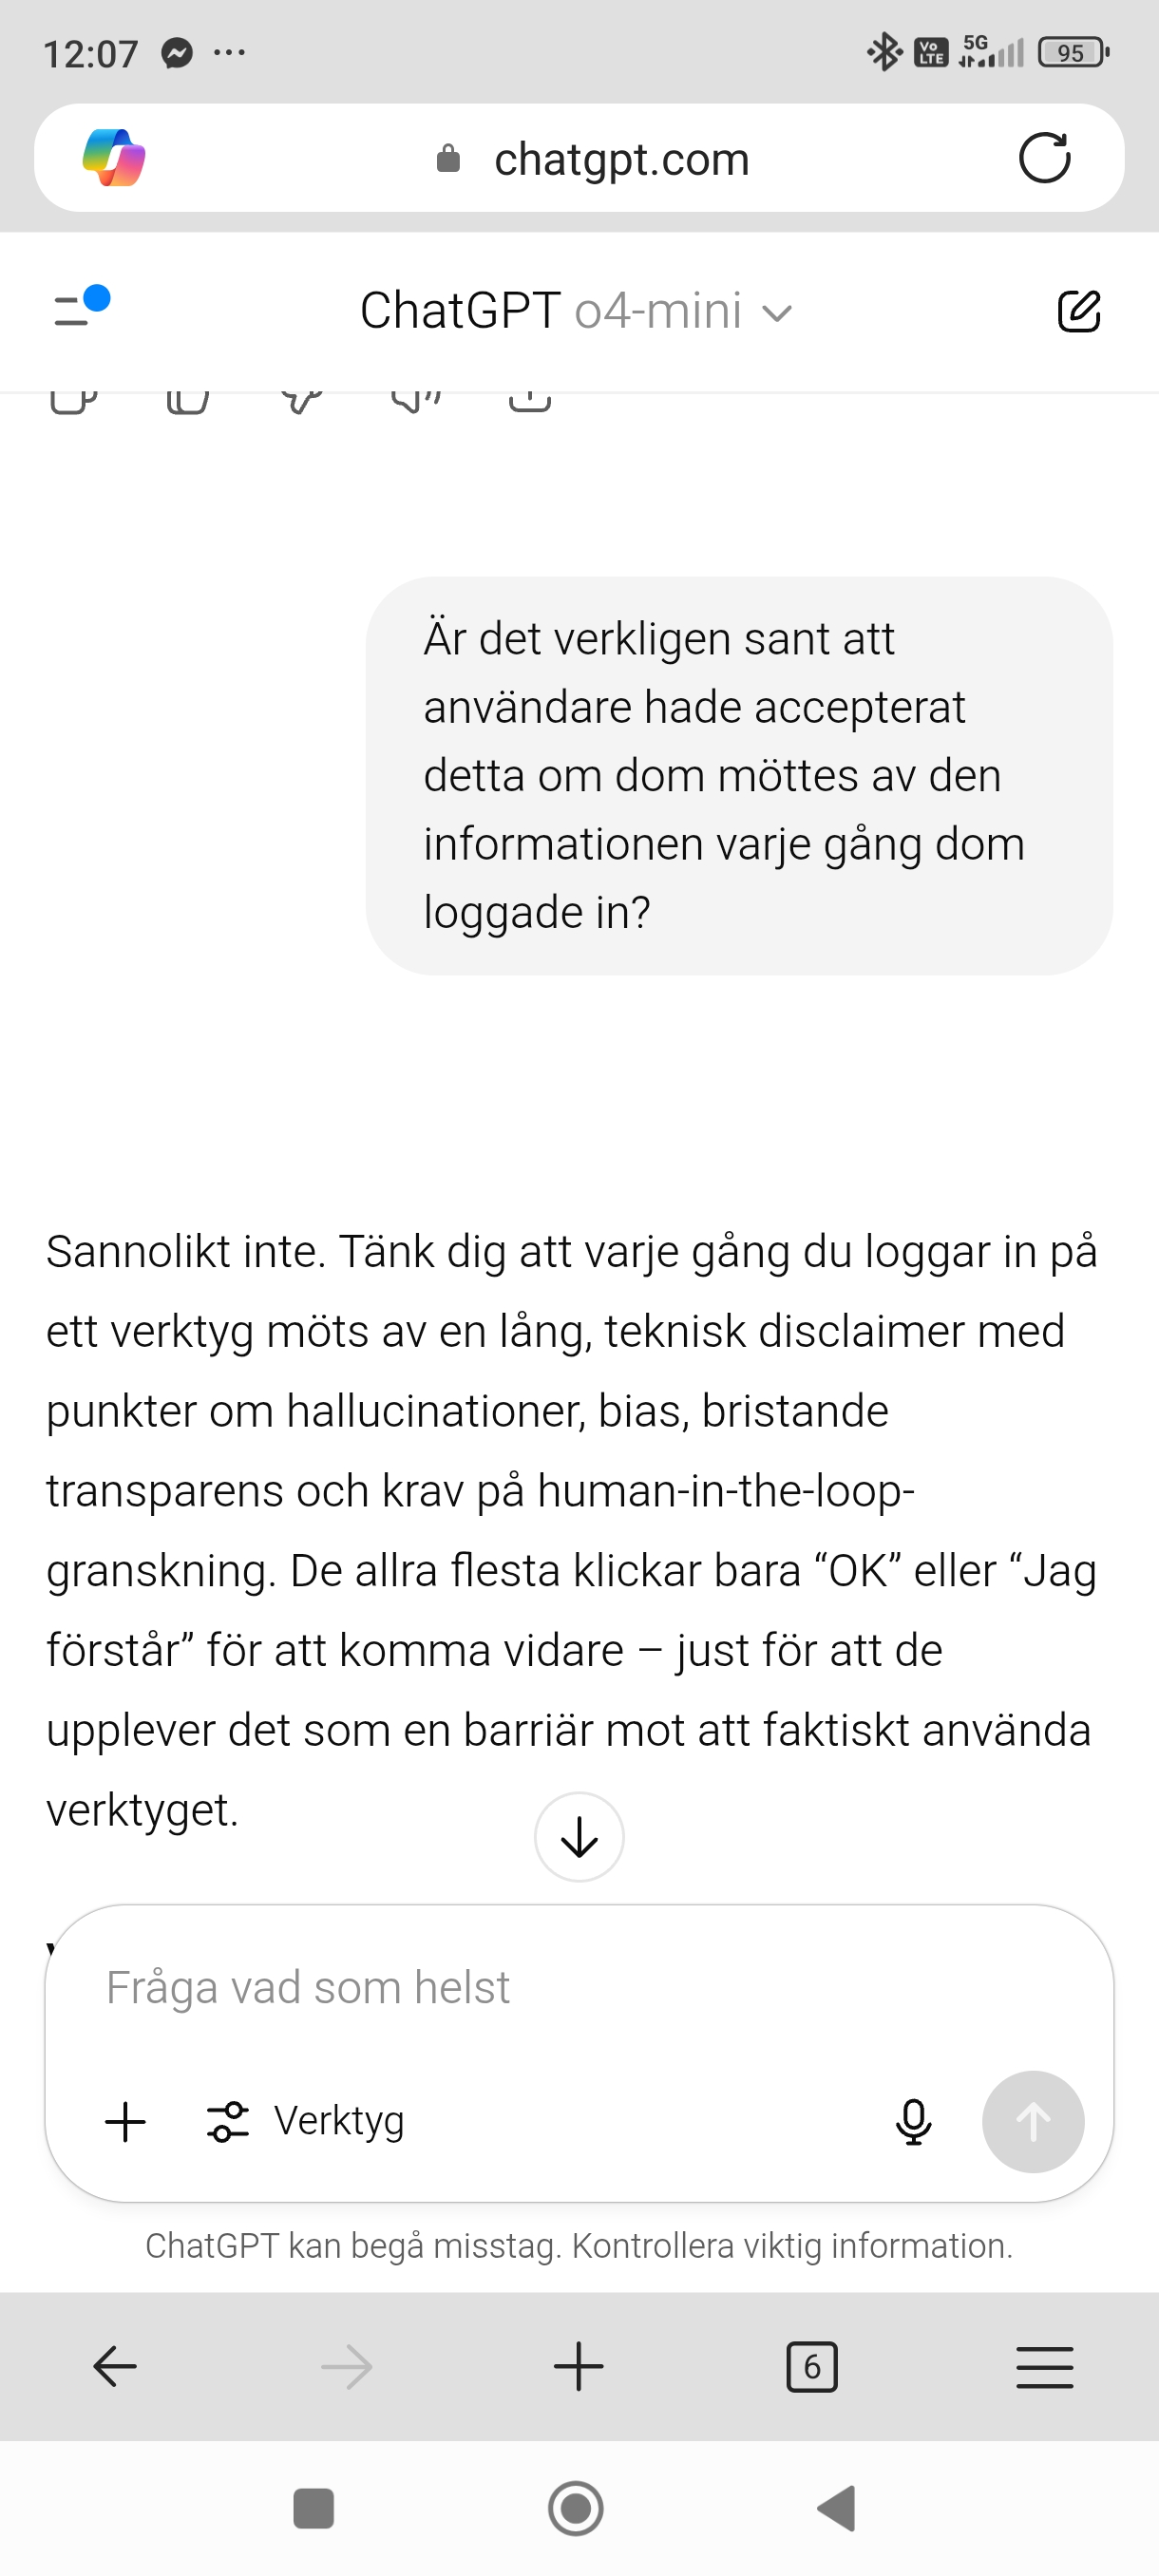 12:07
Vo LTE
5G
95
chatgpt.com
ChatGPT o4-mini
Är det verkligen sant att
användare hade accepterat
detta om dom möttes av den
informationen varje gång dom
loggade in?
Sannolikt inte. Tänk dig att varje gång du loggar in på
ett verktyg möts av en lång, teknisk disclaimer med
punkter om hallucinationer, bias, bristande
transparens och krav på human-in-the-loop-
granskning. De allra flesta klickar bara “OK” eller “Jag
förstår” för att komma vidare – just för att de
upplever det som en barriär mot att faktiskt använda
verktyget.
Fråga vad som helst
Verktyg
ChatGPT kan begå misstag. Kontrollera viktig information.
6